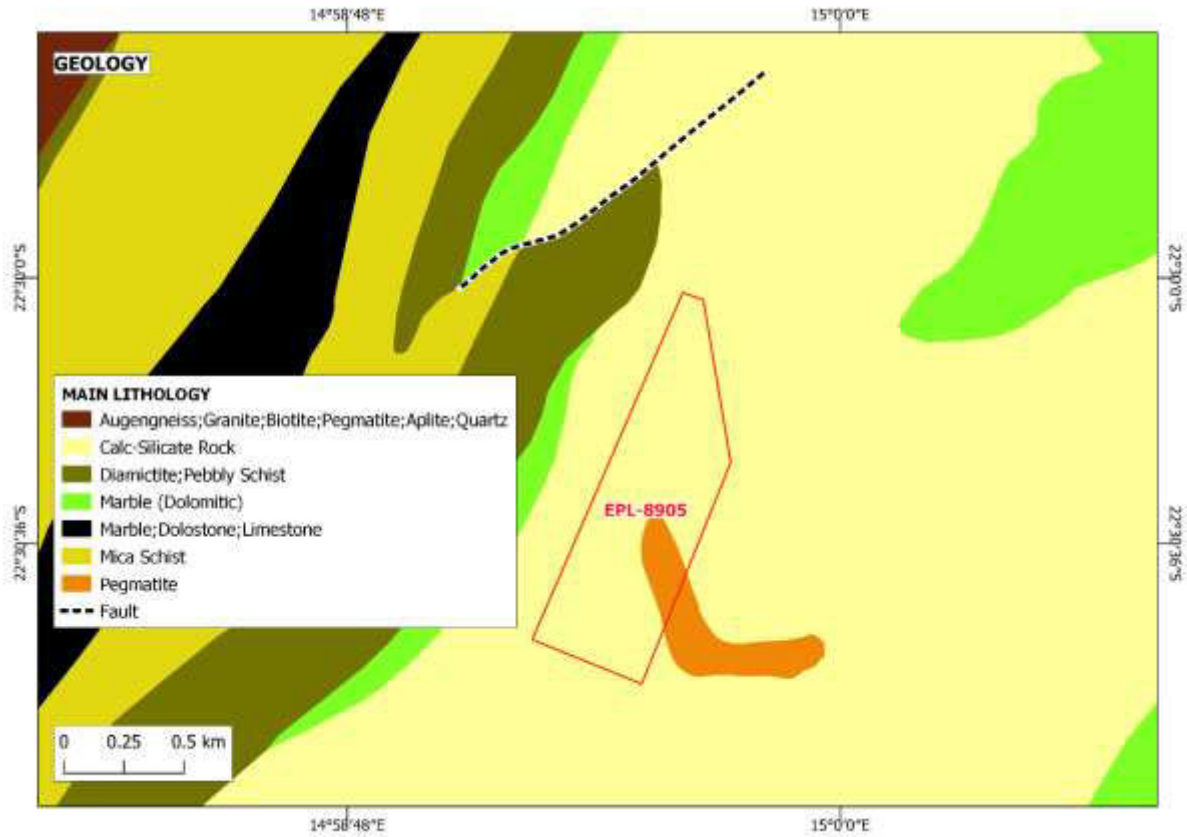 14°58'48"E
15°0'0"E
GEOLOGY
22°30'0"S
22°30'0"S
MAIN LITHOLOGY
Augengneiss;Granite;Biotite;Pegmatite;Aplite;Quartz
Calc-Silicate Rock
Diamictite;Pebbly Schist
Marble (Dolomitic)
Marble;Dolostone;Limestone
Mica Schist
Pegmatite
Fault
EPL-8905
22°30'36"S
22°30'36"S
0 0.25 0.5 km
14°58'48"E
15°0'0"E